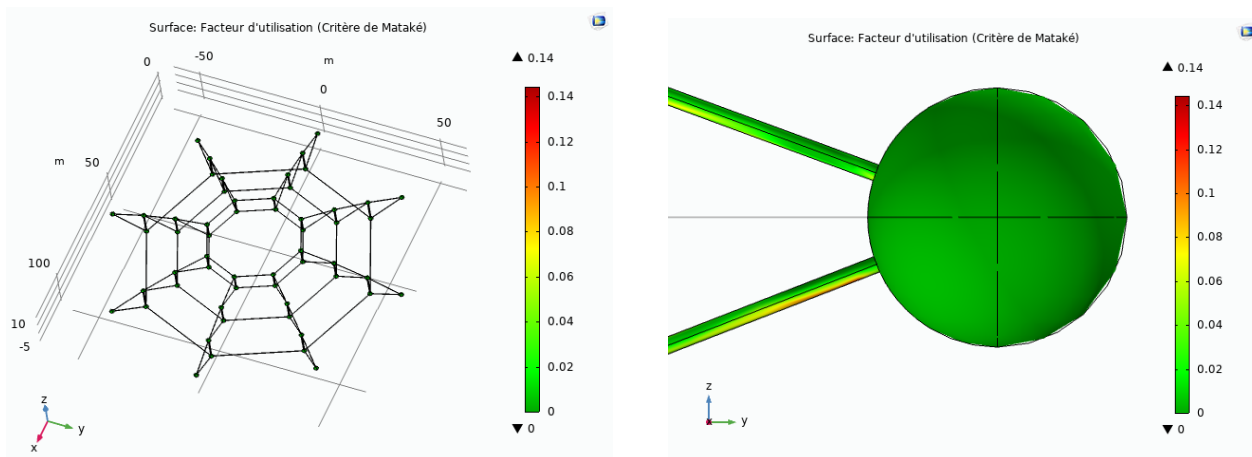 Surface: Facteur d'utilisation (Critère de Mataké)
m
0
-50
0
50
m
50
100
10
-5
z
y
x
▲ 0.14
0.14
0.12
0.1
0.08
0.06
0.04
0.02
0
▼ 0
Surface: Facteur d'utilisation (Critère de Mataké)
▲ 0.14
0.14
0.12
0.1
0.08
0.06
0.04
0.02
0
▼ 0
z
x
y